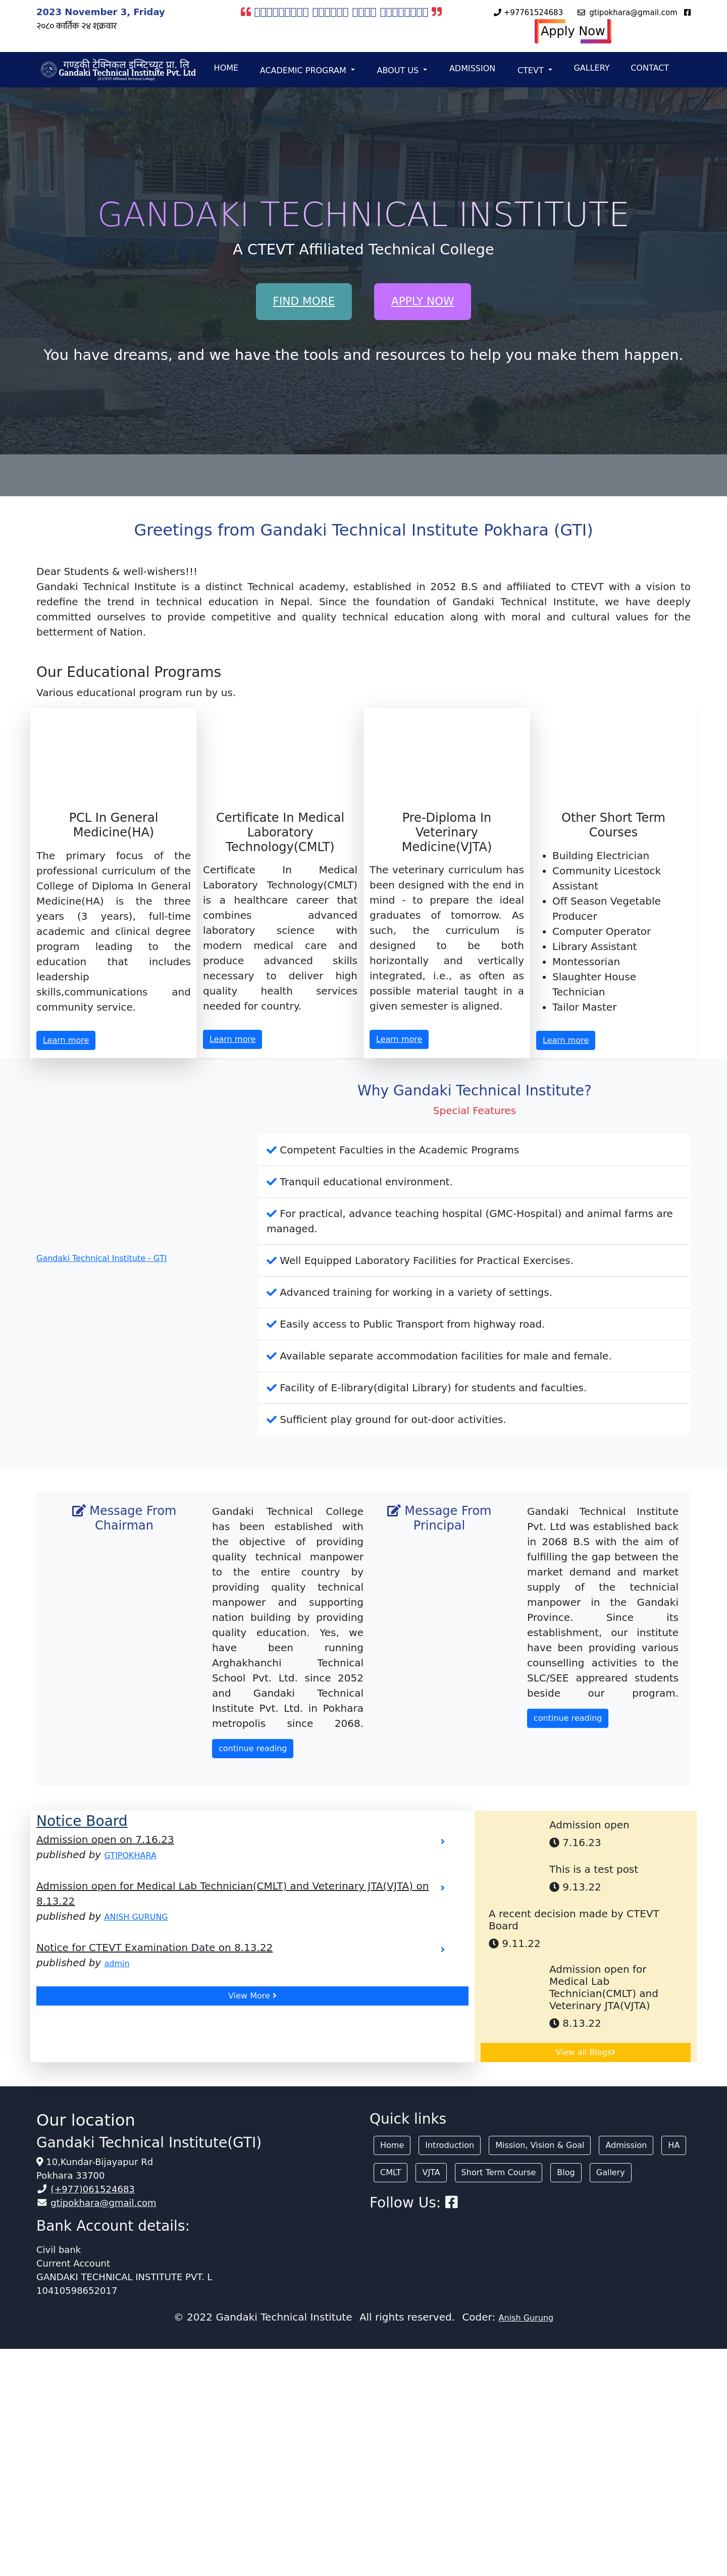 2023 November 3, Friday
२०८० कार्तिक २४ शुक्रवार
+97761524683
gtipokhara@gmail.com
Apply Now
गण्डकी टेक्निकल इन्स्टिच्युट प्रा. लि
Gandaki Technical Institute Pvt. Ltd
(A CTEVT Affiliated Technical College)
HOME
ACADEMIC PROGRAM
ABOUT US
ADMISSION
CTEVT
GALLERY
CONTACT
GANDAKI TECHNICAL INSTITUTE
A CTEVT Affiliated Technical College
FIND MORE
APPLY NOW
You have dreams, and we have the tools and resources to help you make them happen.
Greetings from Gandaki Technical Institute Pokhara (GTI)
Dear Students & well-wishers!!!
Gandaki Technical Institute is a distinct Technical academy, established in 2052 B.S and affiliated to CTEVT with a vision to
redefine the trend in technical education in Nepal. Since the foundation of Gandaki Technical Institute, we have deeply
committed ourselves to provide competitive and quality technical education along with moral and cultural values for the
betterment of Nation.
Our Educational Programs
Various educational program run by us.
PCL In General
Medicine(HA)
The primary focus of the
professional curriculum of the
College of Diploma In General
Medicine(HA) is the three
years (3 years), full-time
academic and clinical degree
program leading to the
education that includes
leadership
skills,communications and
community service.
Learn more
Certificate In Medical
Laboratory
Technology(CMLT)
Certificate In Medical
Laboratory Technology(CMLT)
is a healthcare career that
combines advanced
laboratory science with
modern medical care and
produce advanced skills
necessary to deliver high
quality health services
needed for country.
Learn more
Pre-Diploma In
Veterinary
Medicine(VJTA)
The veterinary curriculum has
been designed with the end in
mind - to prepare the ideal
graduates of tomorrow. As
such, the curriculum is
designed to be both
horizontally and vertically
integrated, i.e., as often as
possible material taught in a
given semester is aligned.
Learn more
Other Short Term
Courses
Building Electrician
Community Licestock
Assistant
Off Season Vegetable
Producer
Computer Operator
Library Assistant
Montessorian
Slaughter House
Technician
Tailor Master
Learn more
Gandaki Technical Institute - GTI
Why Gandaki Technical Institute?
Special Features
Competent Faculties in the Academic Programs
Tranquil educational environment.
For practical, advance teaching hospital (GMC-Hospital) and animal farms are
managed.
Well Equipped Laboratory Facilities for Practical Exercises.
Advanced training for working in a variety of settings.
Easily access to Public Transport from highway road.
Available separate accommodation facilities for male and female.
Facility of E-library(digital Library) for students and faculties.
Sufficient play ground for out-door activities.
Message From
Chairman
Gandaki Technical College
has been established with
the objective of providing
quality technical manpower
to the entire country by
providing quality technical
manpower and supporting
nation building by providing
quality education. Yes, we
have been running
Arghakhanchi Technical
School Pvt. Ltd. since 2052
and Gandaki Technical
Institute Pvt. Ltd. in Pokhara
metropolis since 2068.
continue reading
Message From
Principal
Gandaki Technical Institute
Pvt. Ltd was established back
in 2068 B.S with the aim of
fulfilling the gap between the
market demand and market
supply of the technicial
manpower in the Gandaki
Province. Since its
establishment, our institute
have been providing various
counselling activities to the
SLC/SEE appreared students
beside our program.
continue reading
Notice Board
Admission open on 7.16.23
published by GTIPOKHARA
Admission open for Medical Lab Technician(CMLT) and Veterinary JTA(VJTA) on
8.13.22
published by ANISH GURUNG
Notice for CTEVT Examination Date on 8.13.22
published by admin
View More
Admission open
7.16.23
This is a test post
9.13.22
A recent decision made by CTEVT
Board
9.11.22
Admission open for
Medical Lab
Technician(CMLT) and
Veterinary JTA(VJTA)
8.13.22
View all Blogs
Our location
Gandaki Technical Institute(GTI)
10,Kundar-Bijayapur Rd
Pokhara 33700
(+977)061524683
gtipokhara@gmail.com
Bank Account details:
Civil bank
Current Account
GANDAKI TECHNICAL INSTITUTE PVT. L
10410598652017
Quick links
Home
Introduction
Mission, Vision & Goal
Admission
HA
CMLT
VJTA
Short Term Course
Blog
Gallery
Follow Us:
© 2022 Gandaki Technical Institute All rights reserved. Coder: Anish Gurung